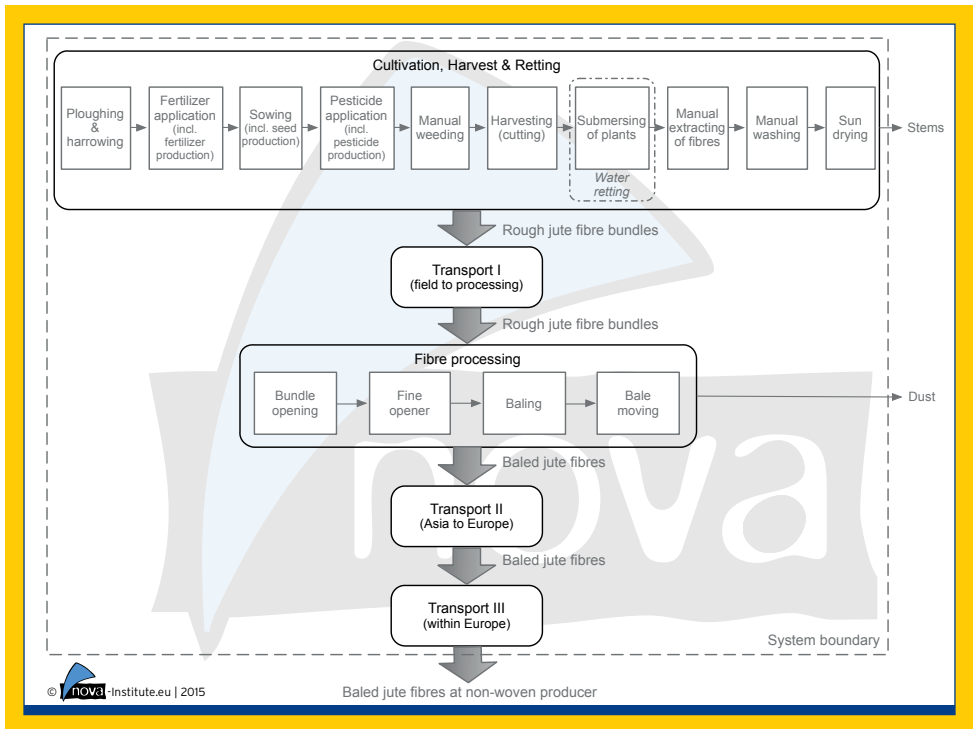 Cultivation, Harvest & Retting
Ploughing
&
harrowing
Fertilizer
application
(incl.
fertilizer
production)
Sowing
(incl. seed
production)
Pesticide
application
(incl.
pesticide
production)
Manual
weeding
Harvesting
(cutting)
Submersing
of plants
Water
retting
Manual
extracting
of fibres
Manual
washing
Sun
drying
Stems
Rough jute fibre bundles
Transport I
(field to processing)
Rough jute fibre bundles
Fibre processing
Bundle
opening
Fine
opener
Baling
Bale
moving
Dust
Baled jute fibres
Transport II
(Asia to Europe)
Baled jute fibres
Transport III
(within Europe)
System boundary
Baled jute fibres at non-woven producer
© nova-Institute.eu | 2015
nova